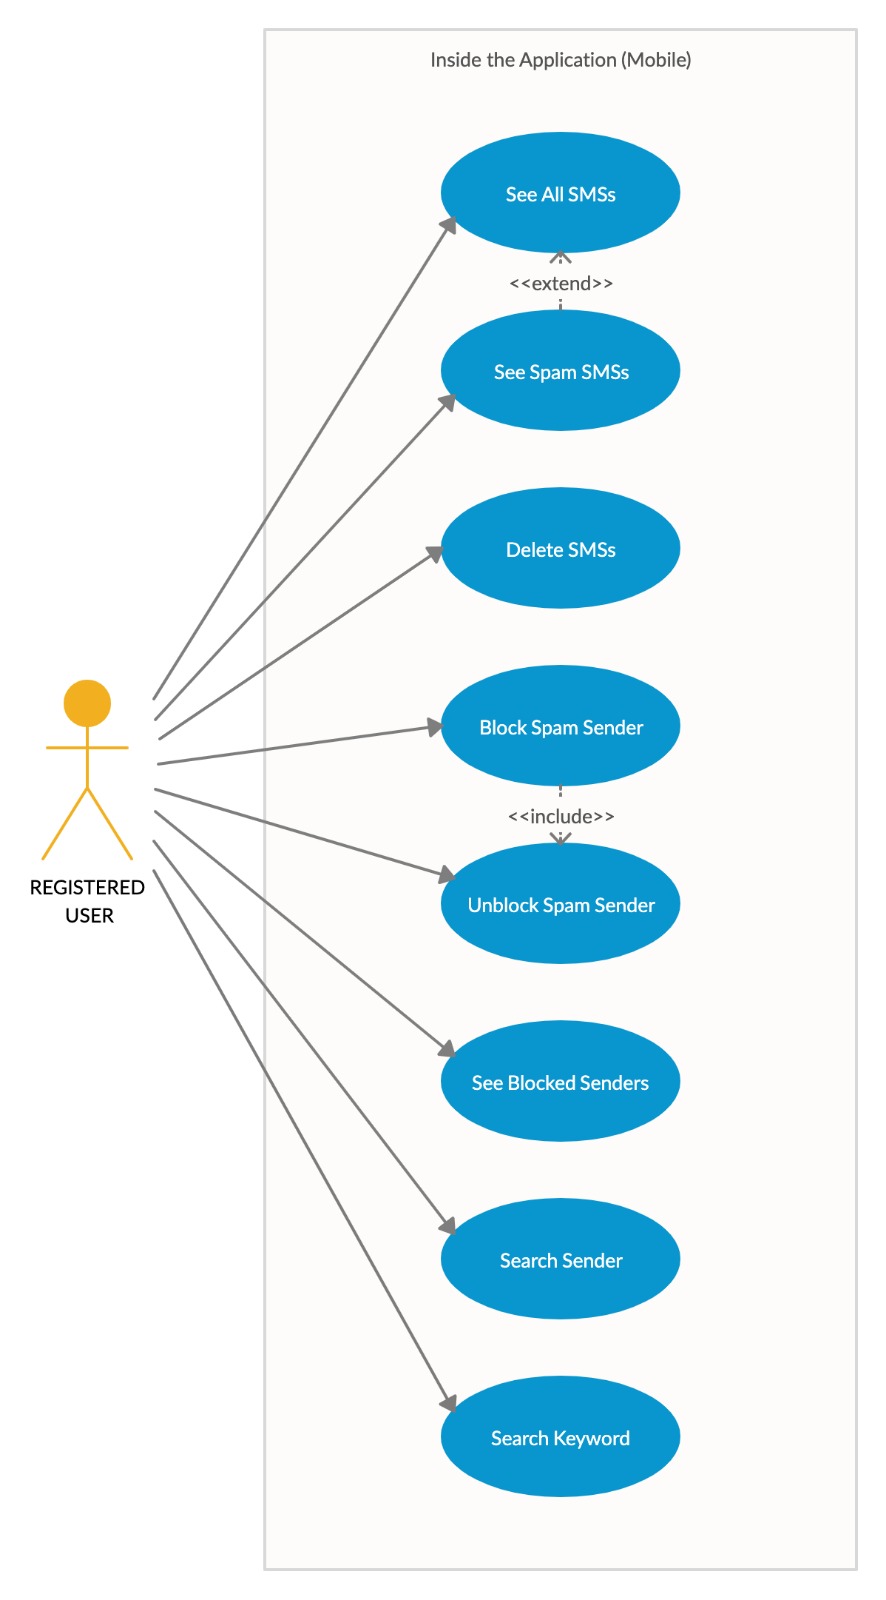 Inside the Application (Mobile)
See All SMSs
<<extend>>
See Spam SMSs
Delete SMSs
Block Spam Sender
<<include>>
Unblock Spam Sender
REGISTERED
USER
See Blocked Senders
Search Sender
Search Keyword